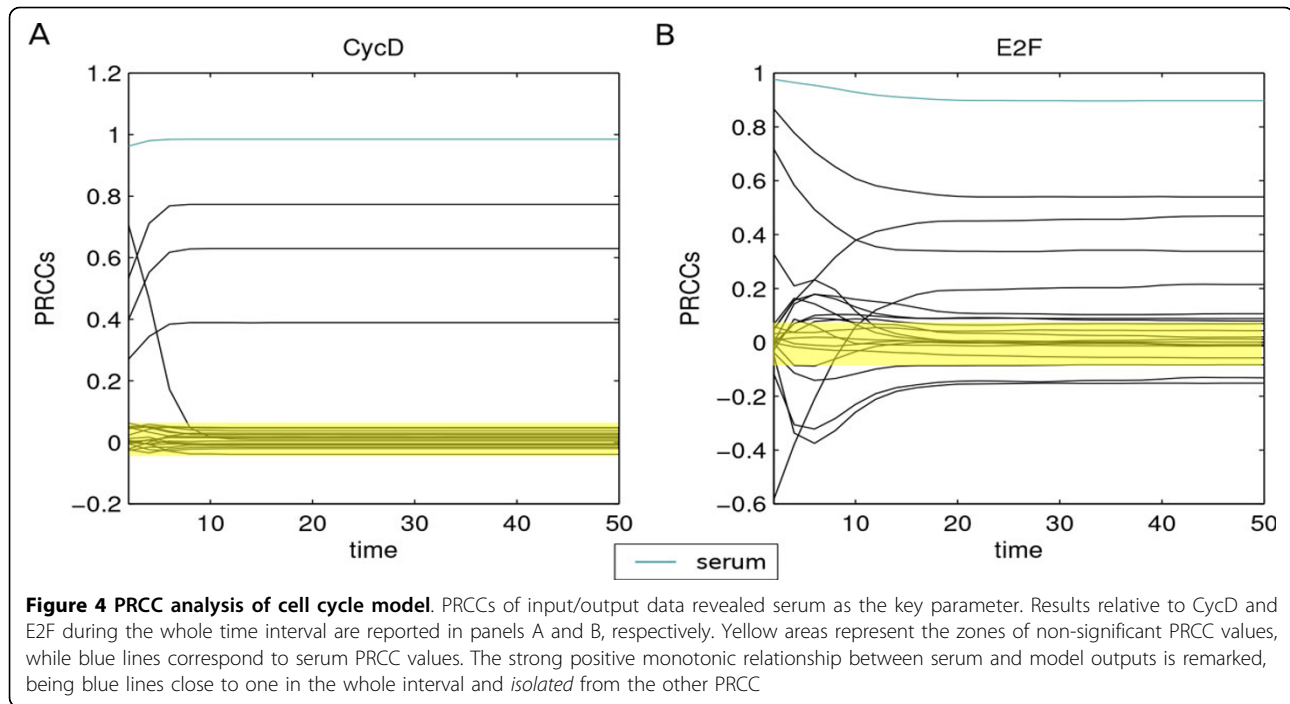 A
CycD
1.2
1
0.8
0.6
0.4
0.2
0
−0.2
PRCCs
10 20 30 40 50
time
B
E2F
1
0.8
0.6
0.4
0.2
0
−0.2
−0.4
−0.6
PRCCs
10 20 30 40 50
time
serum
Figure 4 PRCC analysis of cell cycle model. PRCCs of input/output data revealed serum as the key parameter. Results relative to CycD and
E2F during the whole time interval are reported in panels A and B, respectively. Yellow areas represent the zones of non-significant PRCC values,
while blue lines correspond to serum PRCC values. The strong positive monotonic relationship between serum and model outputs is remarked,
being blue lines close to one in the whole interval and isolated from the other PRCC